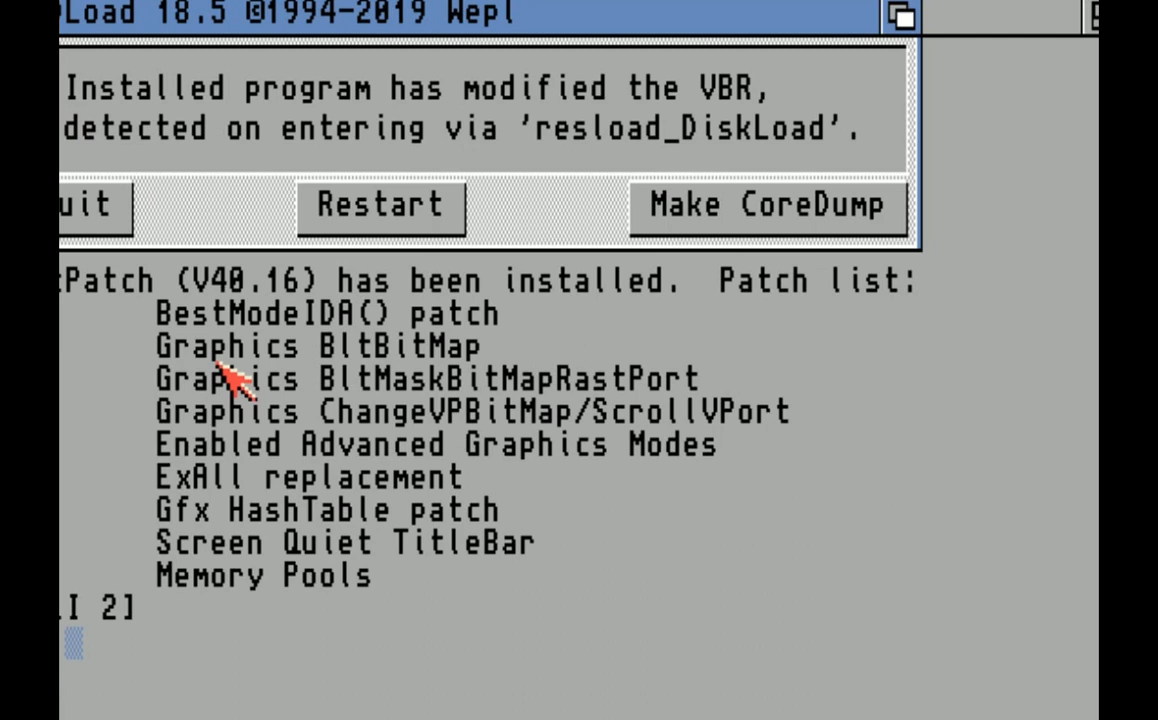 Load 18.5 ©1994-2019 Wepl
Installed program has modified the VBR,
detected on entering via 'resload_DiskLoad'.
uit
Restart
Make CoreDump
Patch (V40.16) has been installed.  Patch list:
BestModeIDA() patch
Graphics BltBitMap
Graphics BltMaskBitMapRastPort
Graphics ChangeVPBitMap/ScrollVPort
Enabled Advanced Graphics Modes
ExAll replacement
Gfx HashTable patch
Screen Quiet TitleBar
Memory Pools
I 2]